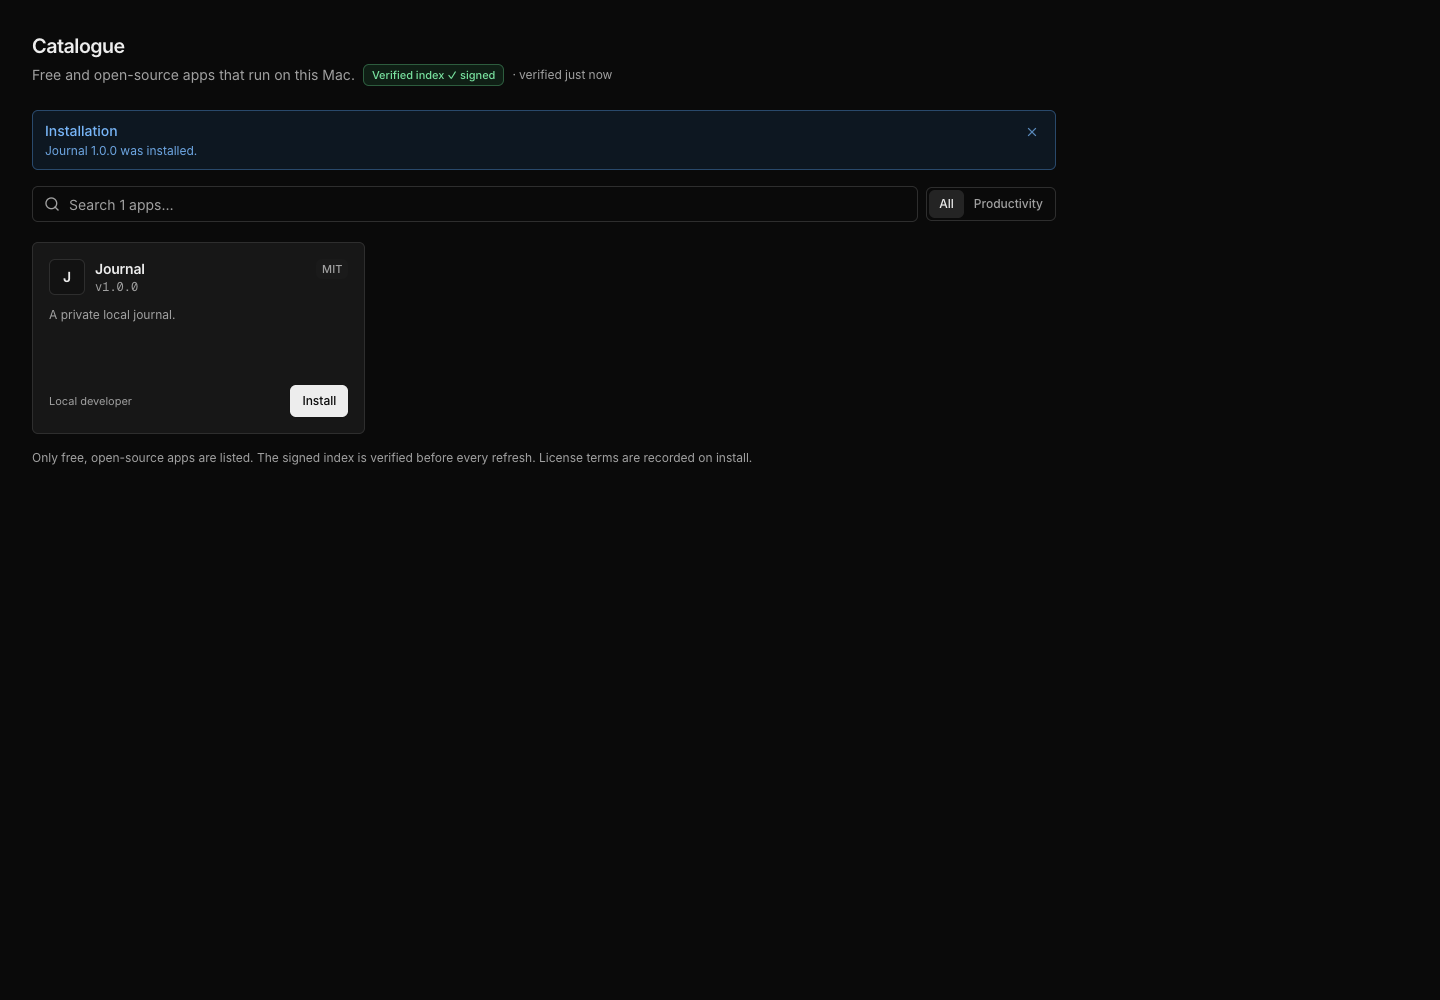 Catalogue
Free and open-source apps that run on this Mac. Verified index ✓ signed · verified just now
Installation
Journal 1.0.0 was installed.
Search 1 apps...
All Productivity
J Journal MIT
v1.0.0
A private local journal.
Local developer Install
Only free, open-source apps are listed. The signed index is verified before every refresh. License terms are recorded on install.